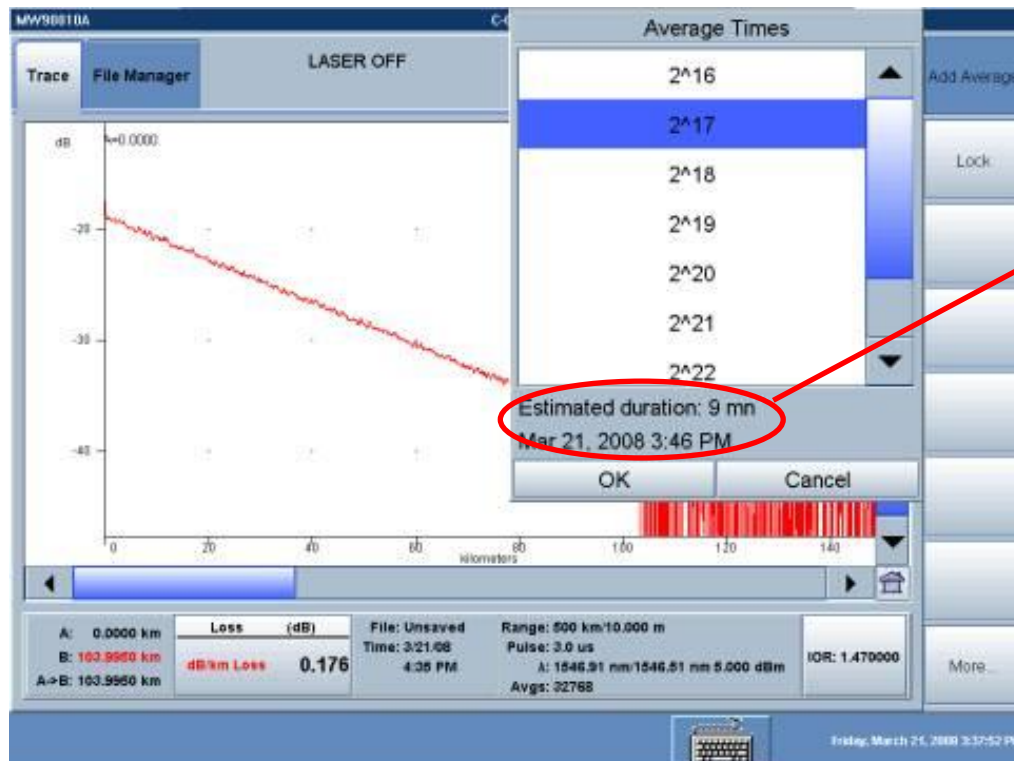 MW90010A
Trace
File Manager
LASER OFF
Average Times
2^16
2^17
2^18
2^19
2^20
2^21
2^22
Estimated duration: 9 mn
Mar 21, 2008 3:46 PM
OK
Cancel
Add Average
Lock
More...
dB
0.0000
-20
-30
-40
0
20
40
60
80
100
120
140
kilometers
A: 0.0000 km
B: 103.9950 km
A->B: 103.9950 km
Loss (dB)
dB/km Loss 0.176
File: Unsaved
Time: 3/21/08
4:35 PM
Range: 500 km/10.000 m
Pulse: 3.0 us
λ: 1546.91 nm/1546.51 nm 5.000 dBm
Avgs: 32768
IOR: 1.470000
Friday, March 21, 2008 3:37:52 PM